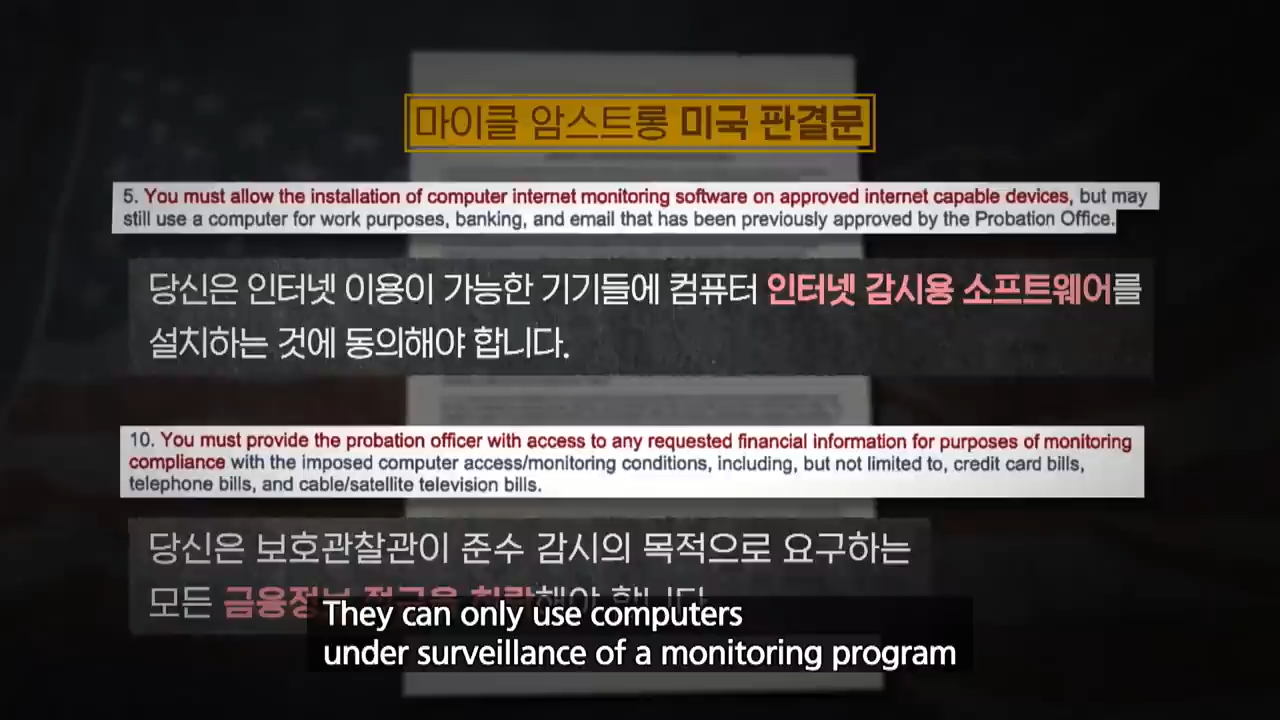 마이클 암스트롱 미국 판결문
5. You must allow the installation of computer internet monitoring software on approved internet capable devices, but may
still use a computer for work purposes, banking, and email that has been previously approved by the Probation Office.
당신은 인터넷 이용이 가능한 기기들에 컴퓨터 인터넷 감시용 소프트웨어를
설치하는 것에 동의해야 합니다.
10. You must provide the probation officer with access to any requested financial information for purposes of monitoring
compliance with the imposed computer access/monitoring conditions, including, but not limited to, credit card bills,
telephone bills, and cable/satellite television bills.
당신은 보호관찰관이 준수 감시의 목적으로 요구하는
모든
They can only use computers
under surveillance of a monitoring program